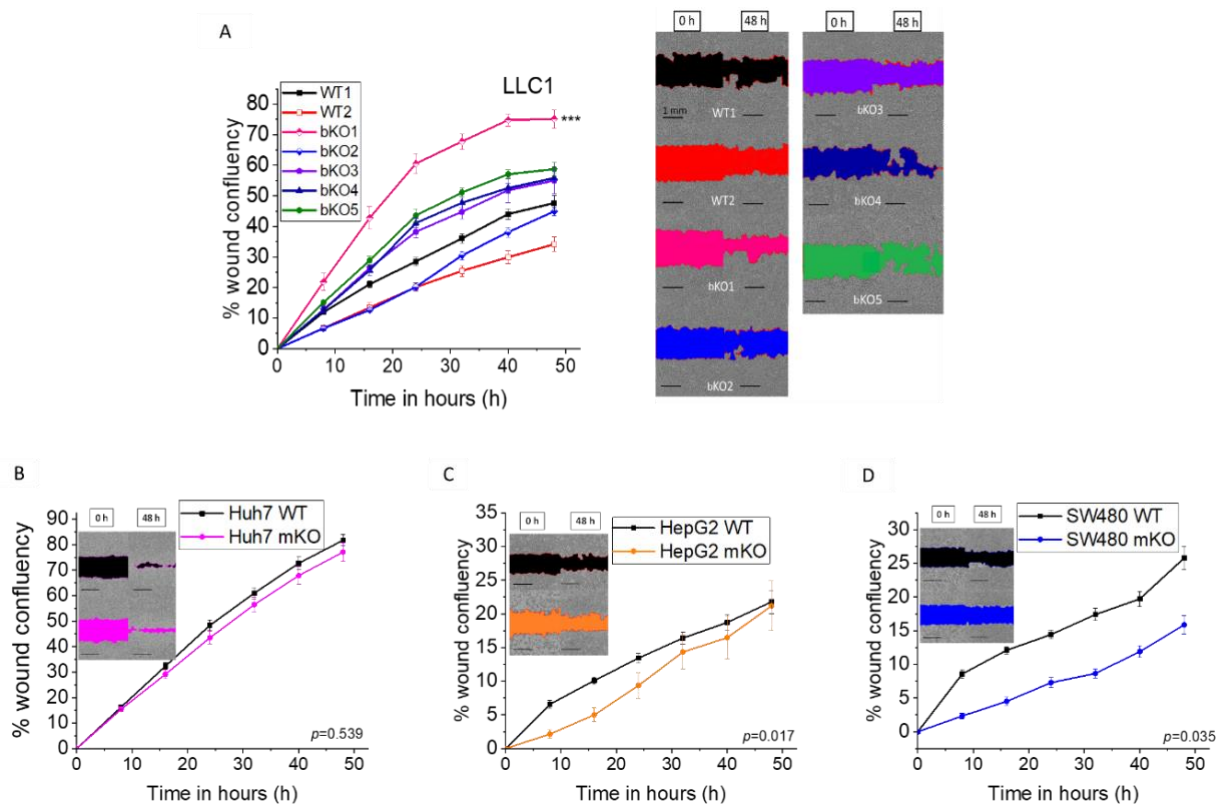 A
LLC1
WT1
WT2
bKO1
bKO2
bKO3
bKO4
bKO5
***
% wound confluency
80
70
60
50
40
30
20
10
0
0 10 20 30 40 50
Time in hours (h)
0 h 48 h
WT1
1 mm
WT2
bKO1
bKO2
0 h 48 h
bKO3
bKO4
bKO5
B
0 h 48 h
Huh7 WT
Huh7 mKO
% wound confluency
90
80
70
60
50
40
30
20
10
0
p=0.539
0 10 20 30 40 50
Time in hours (h)
C
0 h 48 h
HepG2 WT
HepG2 mKO
% wound confluency
35
30
25
20
15
10
5
0
p=0.017
0 10 20 30 40 50
Time in hours (h)
D
0 h 48 h
SW480 WT
SW480 mKO
% wound confluency
30
25
20
15
10
5
0
p=0.035
0 10 20 30 40 50
Time in hours (h)